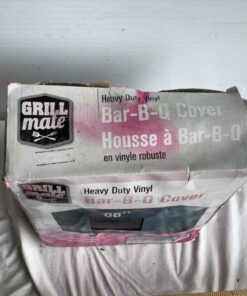 GRILL
mate
Heavy Duty Vinyl
Bar-B-Q Cover
Housse à Bar-B-Q
en vinyle robuste
GRILL
Heavy Duty Vinyl
Bar-B-Q Cover
68"